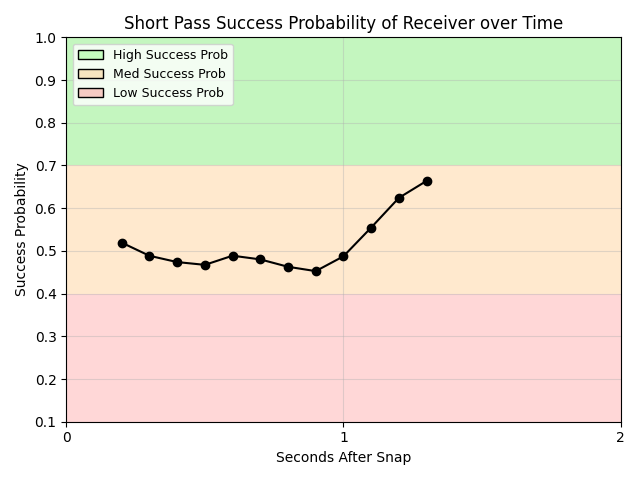 Short Pass Success Probability of Receiver over Time
High Success Prob
Med Success Prob
Low Success Prob
Success Probability
1.0
0.9
0.8
0.7
0.6
0.5
0.4
0.3
0.2
0.1
0 1 2
Seconds After Snap